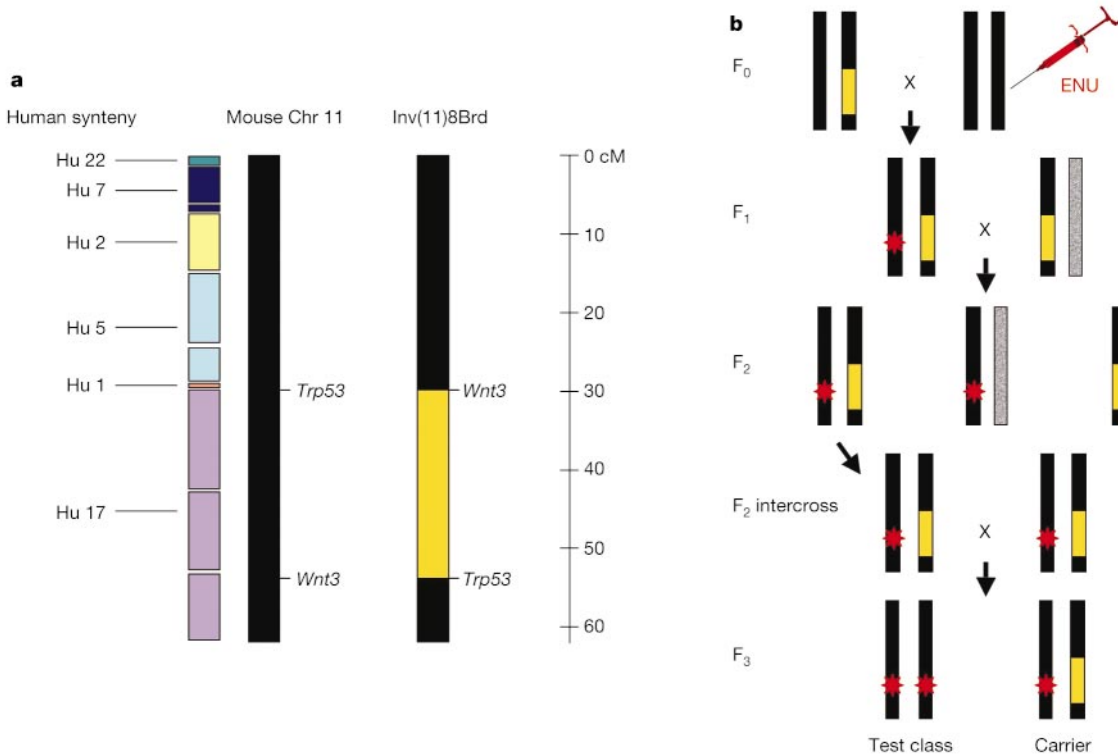 a
Human synteny
Mouse Chr 11
Inv(11)8Brd
Hu 22
Hu 7
Hu 2
Hu 5
Hu 1
Hu 17
Trp53
Wnt3
Wnt3
Trp53
0 cM
10
20
30
40
50
60
b
F0
X
ENU
F1
X
F2
F2 intercross
X
F3
Test class
Carrier